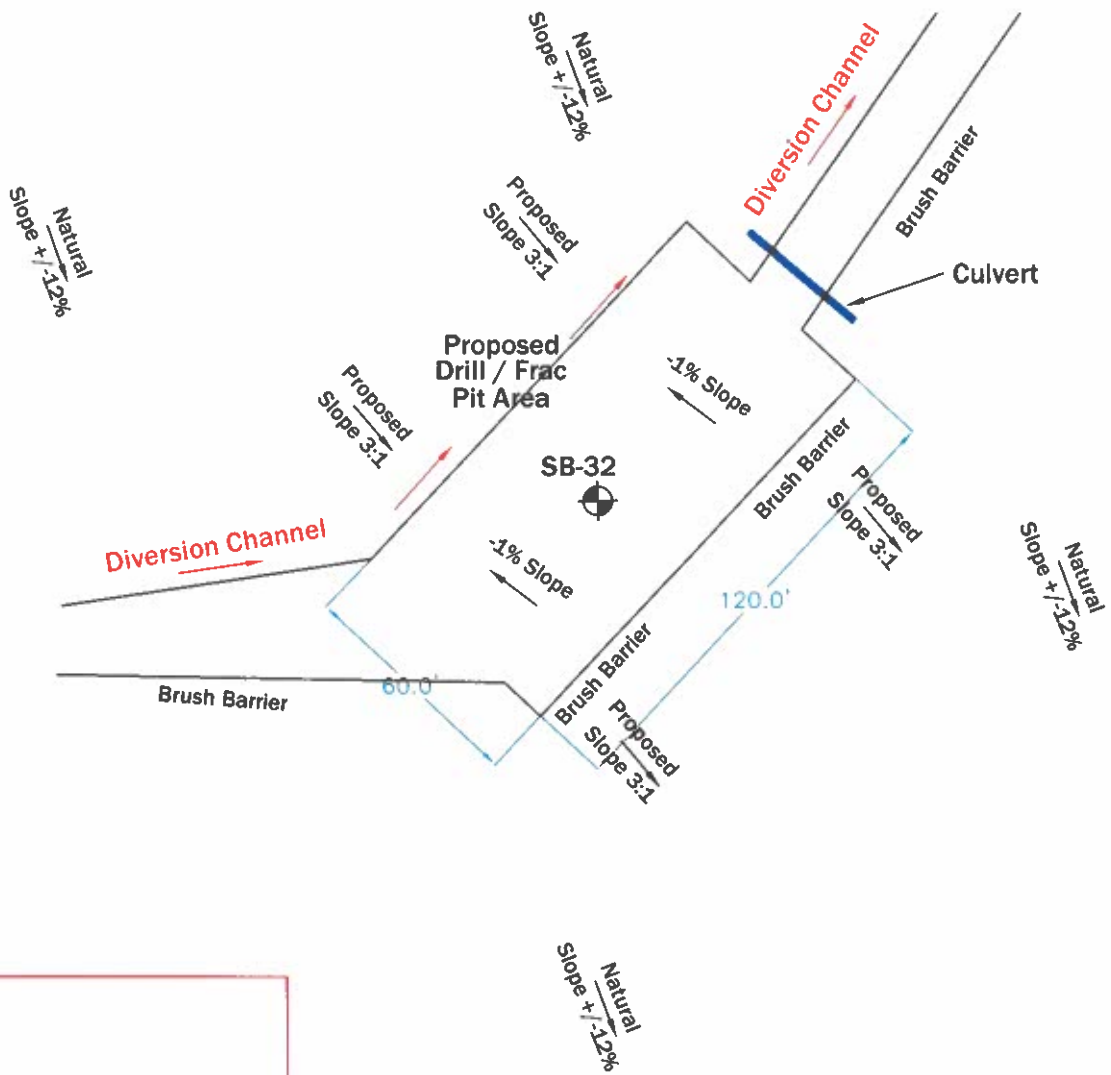 Natural
Slope +/-12%
Diversion Channel
Brush Barrier
Natural
Slope +/-12%
Proposed
Slope 3:1
Culvert
Proposed
Drill / Frac
Pit Area
-1% Slope
Proposed
Slope 3:1
SB-32
Brush Barrier
Proposed
Slope 3:1
Diversion Channel
-1% Slope
120.0'
Natural
Slope +/-12%
60.0'
Brush Barrier
Brush Barrier
Proposed
Slope 3:1
Natural
Slope +/-12%